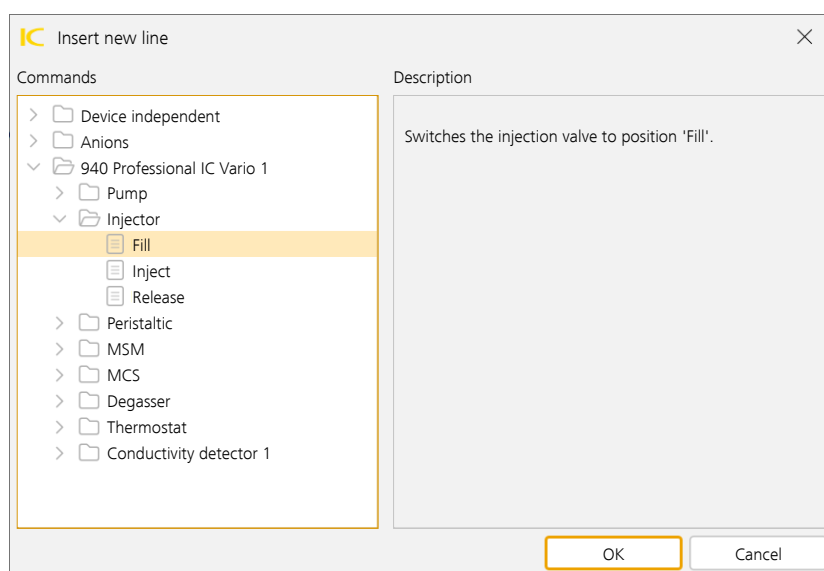 IC Insert new line
Commands
Description
Device independent
Anions
940 Professional IC Vario 1
Pump
Injector
Fill
Inject
Release
Peristaltic
MSM
MCS
Degasser
Thermostat
Conductivity detector 1
Switches the injection valve to position 'Fill'.
OK
Cancel